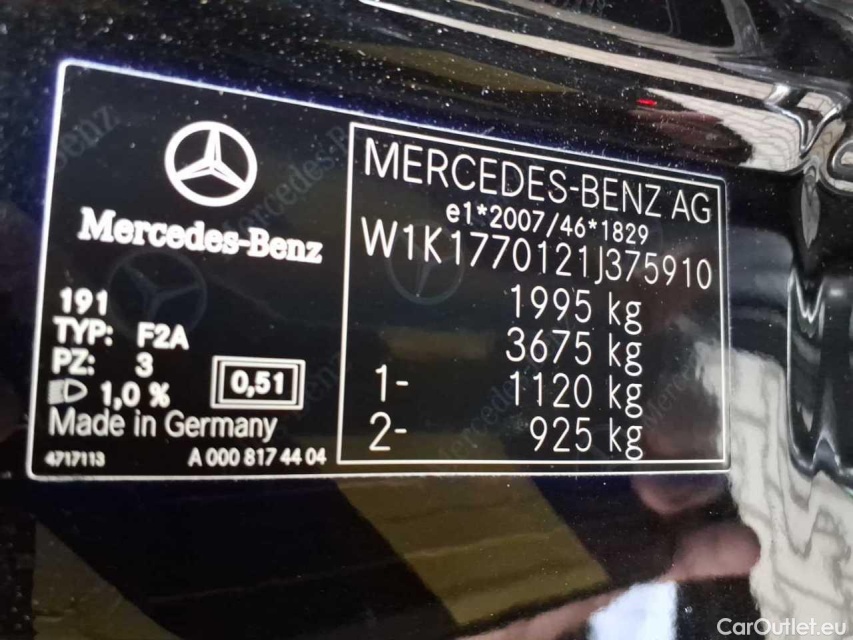 Mercedes-Benz
191
TYP: F2A
PZ: 3
1,0 %
0,51
Made in Germany
4717113 A 000 817 44 04
MERCEDES-BENZ AG
e1*2007/46*1829
W1K1770121J375910
1995 kg
3675 kg
1- 1120 kg
2- 925 kg
CarOutlet.eu